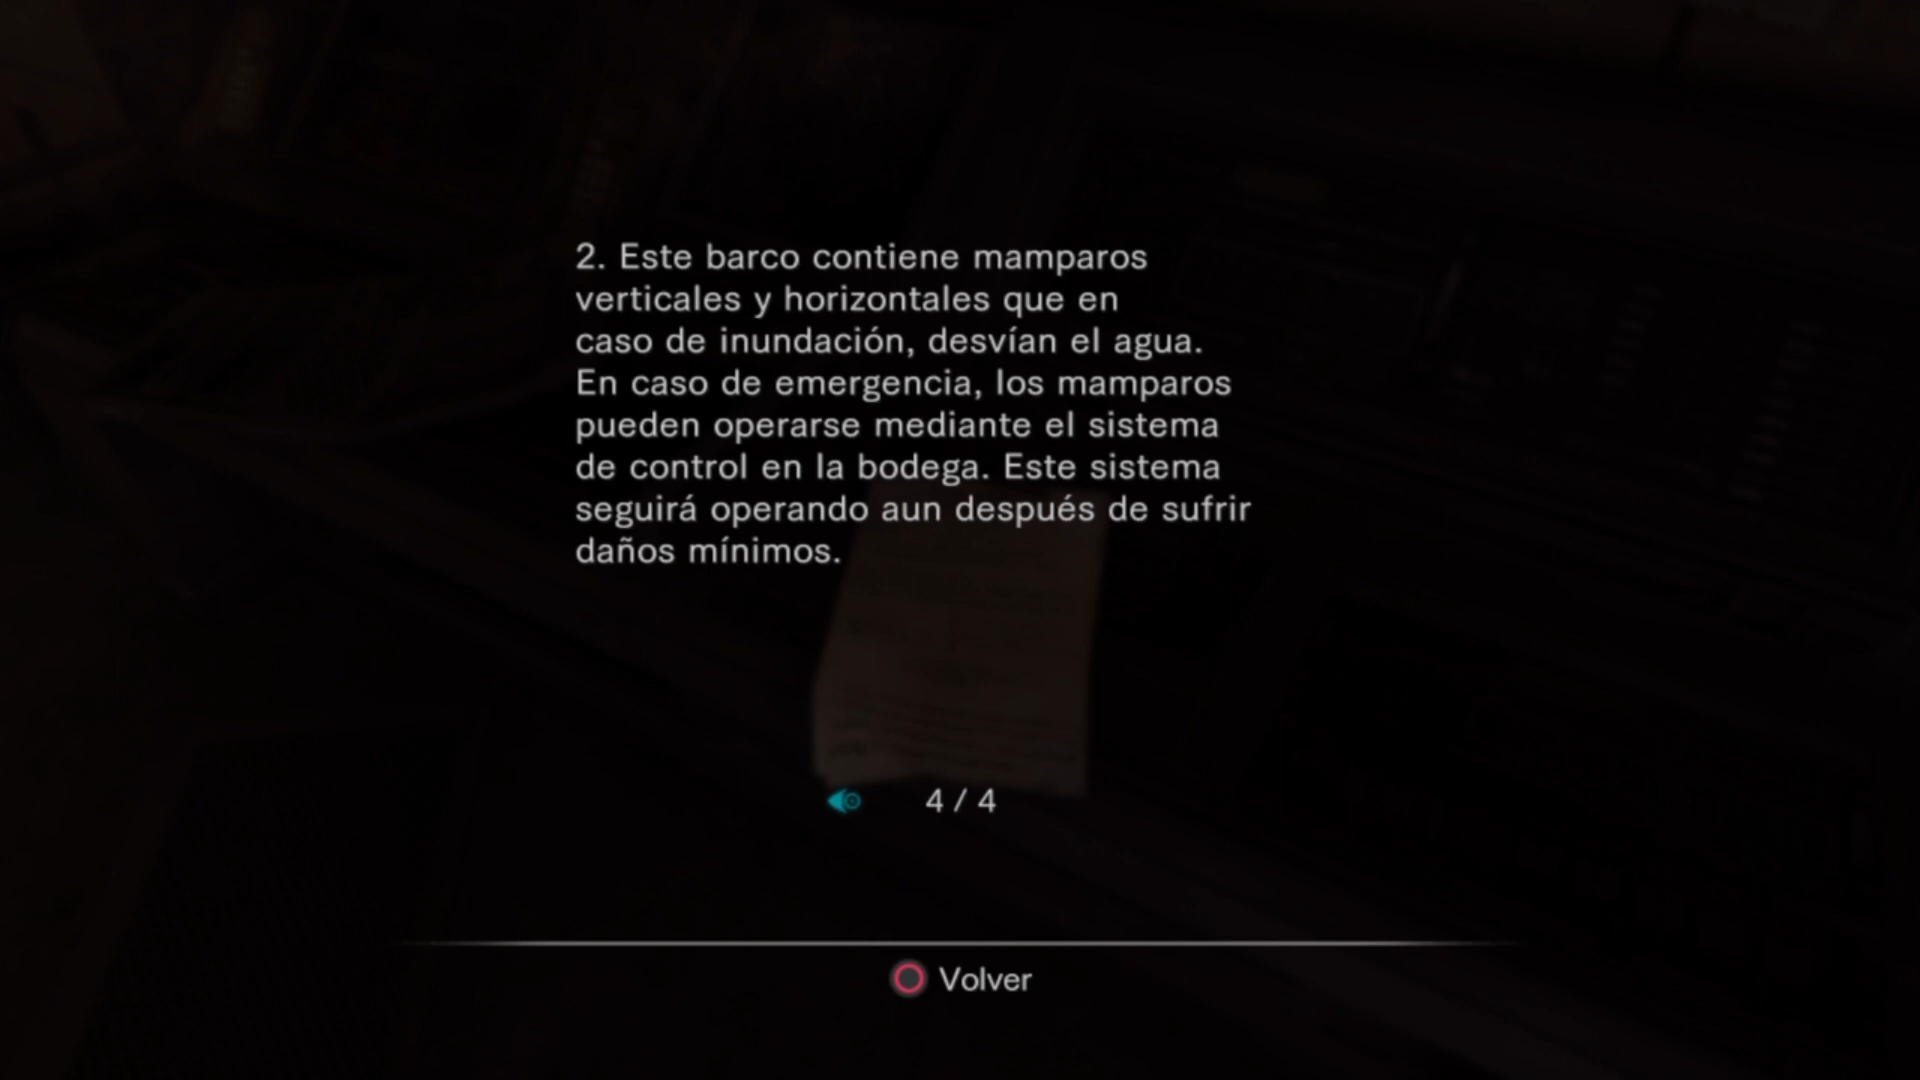 2. Este barco contiene mamparos
verticales y horizontales que en
caso de inundación, desvían el agua.
En caso de emergencia, los mamparos
pueden operarse mediante el sistema
de control en la bodega. Este sistema
seguirá operando aun después de sufrir
daños mínimos.
4 / 4
Volver